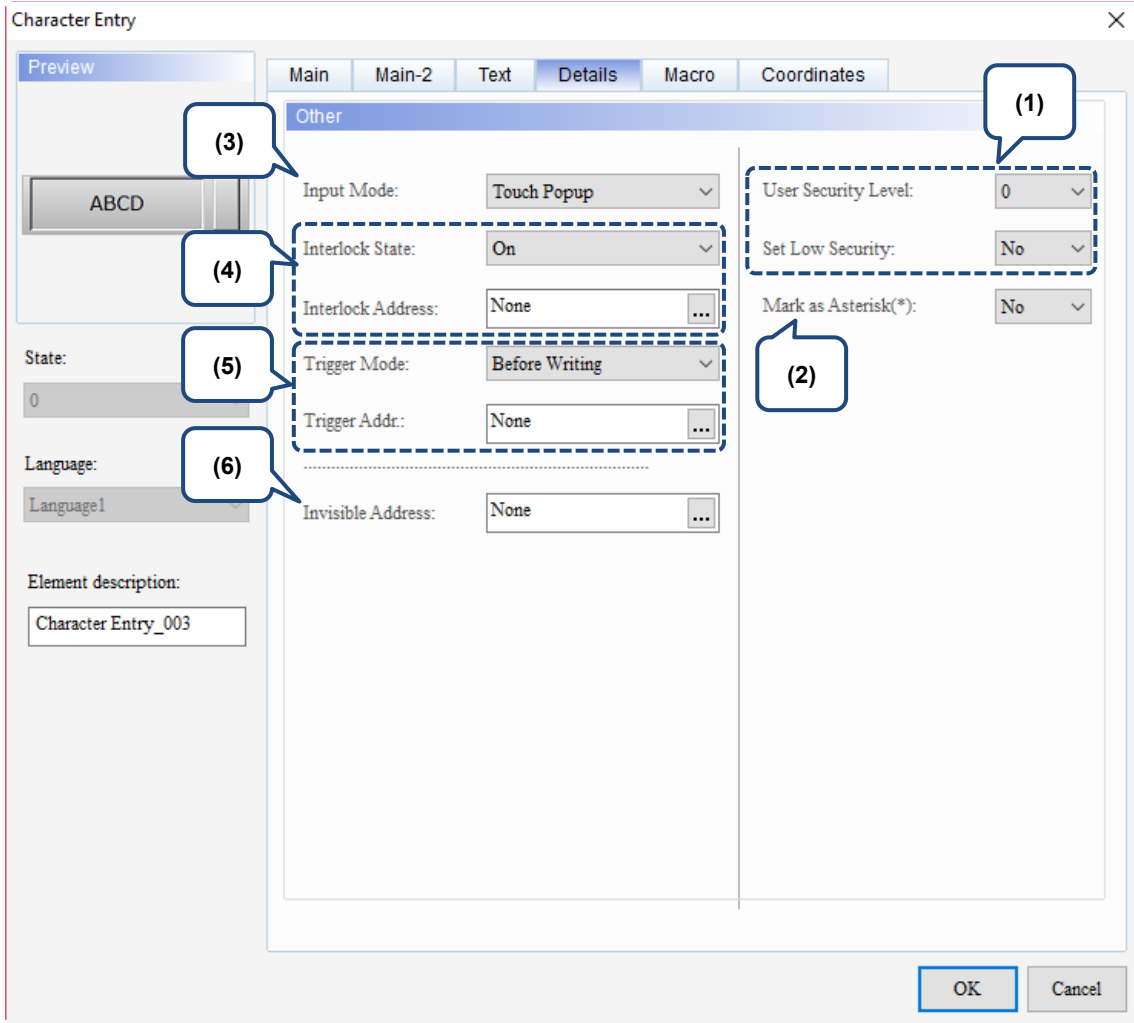 Character Entry
Preview
ABCD
State:
0
Language:
Language1
Element description:
Character Entry_003
Main Main-2 Text Details Macro Coordinates
Other
(1)
(3)
Input Mode: Touch Popup
User Security Level: 0
(4)
Interlock State: On
Set Low Security: No
Interlock Address: None ...
Mark as Asterisk(*): No
(5)
Trigger Mode: Before Writing
(2)
Trigger Addr.: None ...
(6)
Invisible Address: None ...
OK Cancel